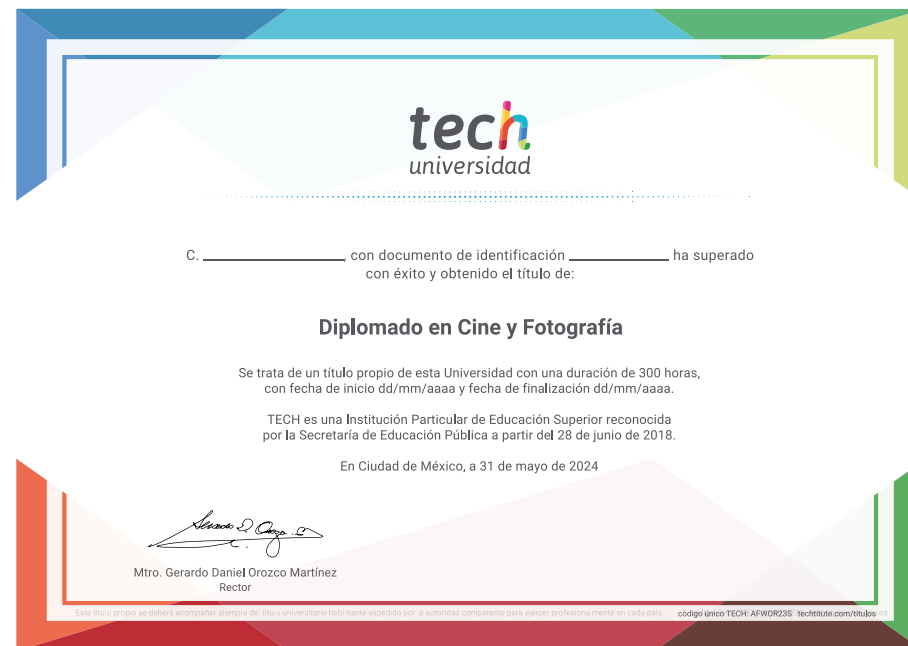 tech
universidad
C. ____________, con documento de identificación __________ ha superado
con éxito y obtenido el título de:
Diplomado en Cine y Fotografía
Se trata de un título propio de esta Universidad con una duración de 300 horas,
con fecha de inicio dd/mm/aaaa y fecha de finalización dd/mm/aaaa.
TECH es una Institución Particular de Educación Superior reconocida
por la Secretaría de Educación Pública a partir del 28 de junio de 2018.
En Ciudad de México, a 31 de mayo de 2024
Mtro. Gerardo Daniel Orozco Martínez
Rector
Este título propio se deberá acompañar siempre del título universitario habilitante expedido por la autoridad competente para ejercer profesionalmente en cada país. código único TECH: AFWOR23S techtitute.com/titulos